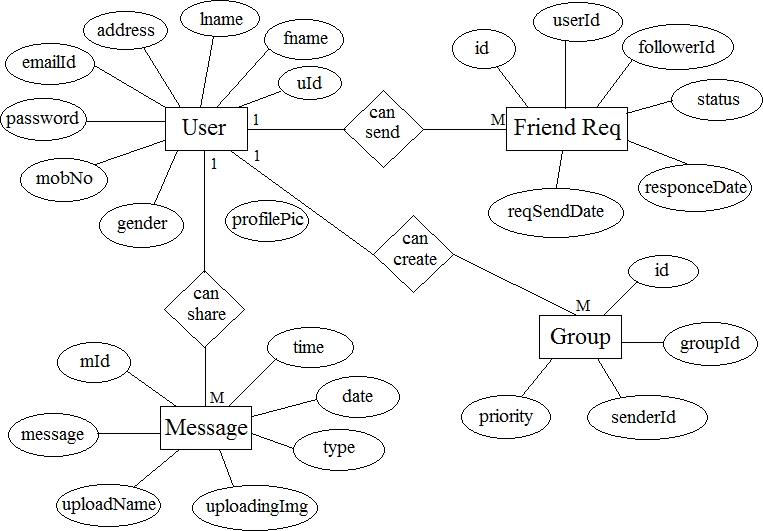 lname
userId
address
fname
followerId
id
emailId
uId
status
can
send
password
User
1
M
Friend Req
1
1
mobNo
responceDate
gender
profilePic
reqSendDate
can
create
id
can
share
M
Group
groupId
mId
time
M
date
priority
senderId
message
Message
type
uploadName
uploadingImg